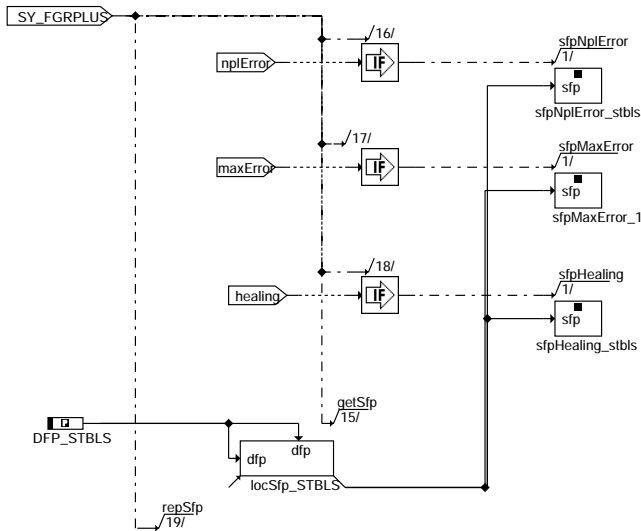 SY_FGRPLUS
16/
sfpNplError
1/
nplError
IF
sfp
sfpNplError_stbls
17/
sfpMaxError
1/
maxError
IF
sfp
sfpMaxError_1
18/
sfpHealing
1/
healing
IF
sfp
sfpHealing_stbls
getSfp
15/
DFP_STBLS
dfp
dfp
locSfp_STBLS
repSfp
19/